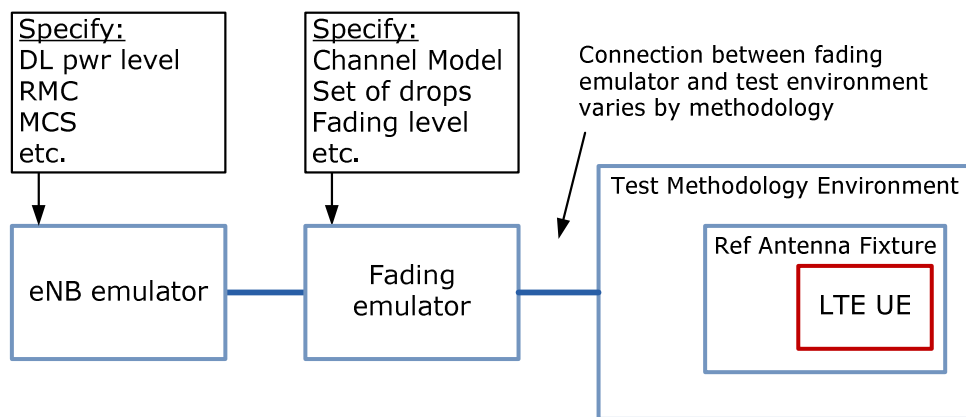 Specify:
DL pwr level
RMC
MCS
etc.
Specify:
Channel Model
Set of drops
Fading level
etc.
Connection between fading
emulator and test environment
varies by methodology
Test Methodology Environment
Ref Antenna Fixture
LTE UE
eNB emulator
Fading
emulator